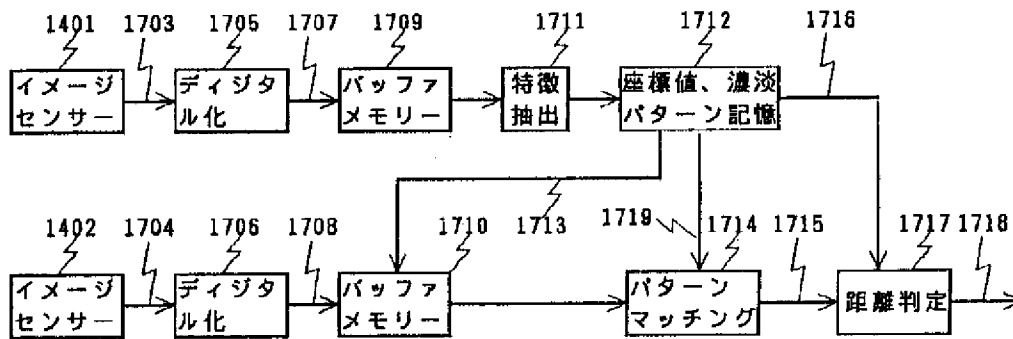 1401 1703 1705 1707 1709 1711 1712 1716
イメージ
センサー
ディジタ
ル化
バッファ
メモリー
特徴
抽出
座標値、濃淡
パターン記憶
1402 1704 1706 1708 1710 1713 1719 1714 1715 1717 1718
イメージ
センサー
ディジタ
ル化
バッファ
メモリー
パターン
マッチング
距離判定